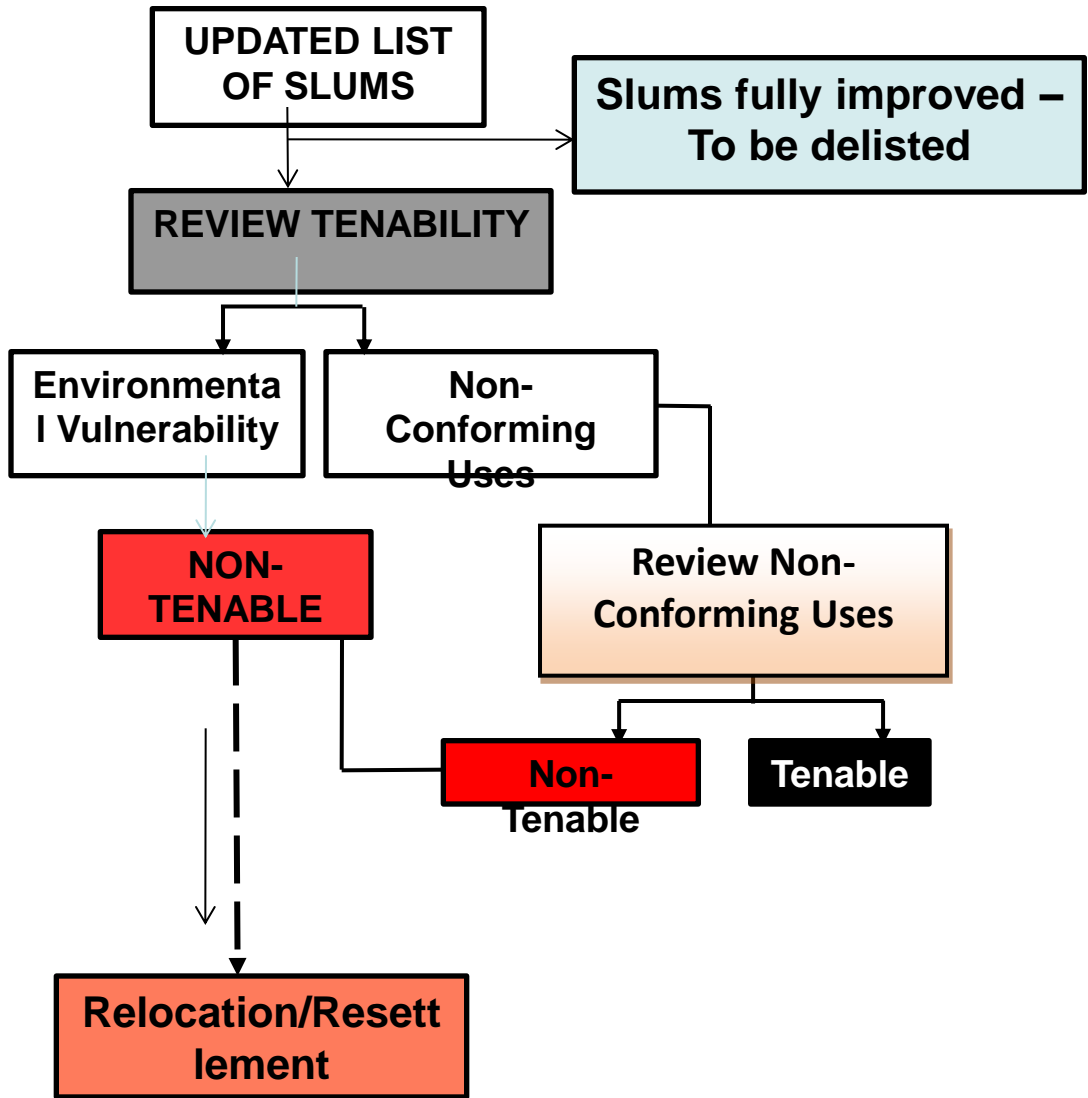 UPDATED LIST
OF SLUMS
Slums fully improved –
To be delisted
REVIEW TENABILITY
Environmenta
l Vulnerability
Non-
Conforming
Uses
NON-
TENABLE
Review Non-
Conforming Uses
Non-
Tenable
Tenable
Relocation/Resett
lement